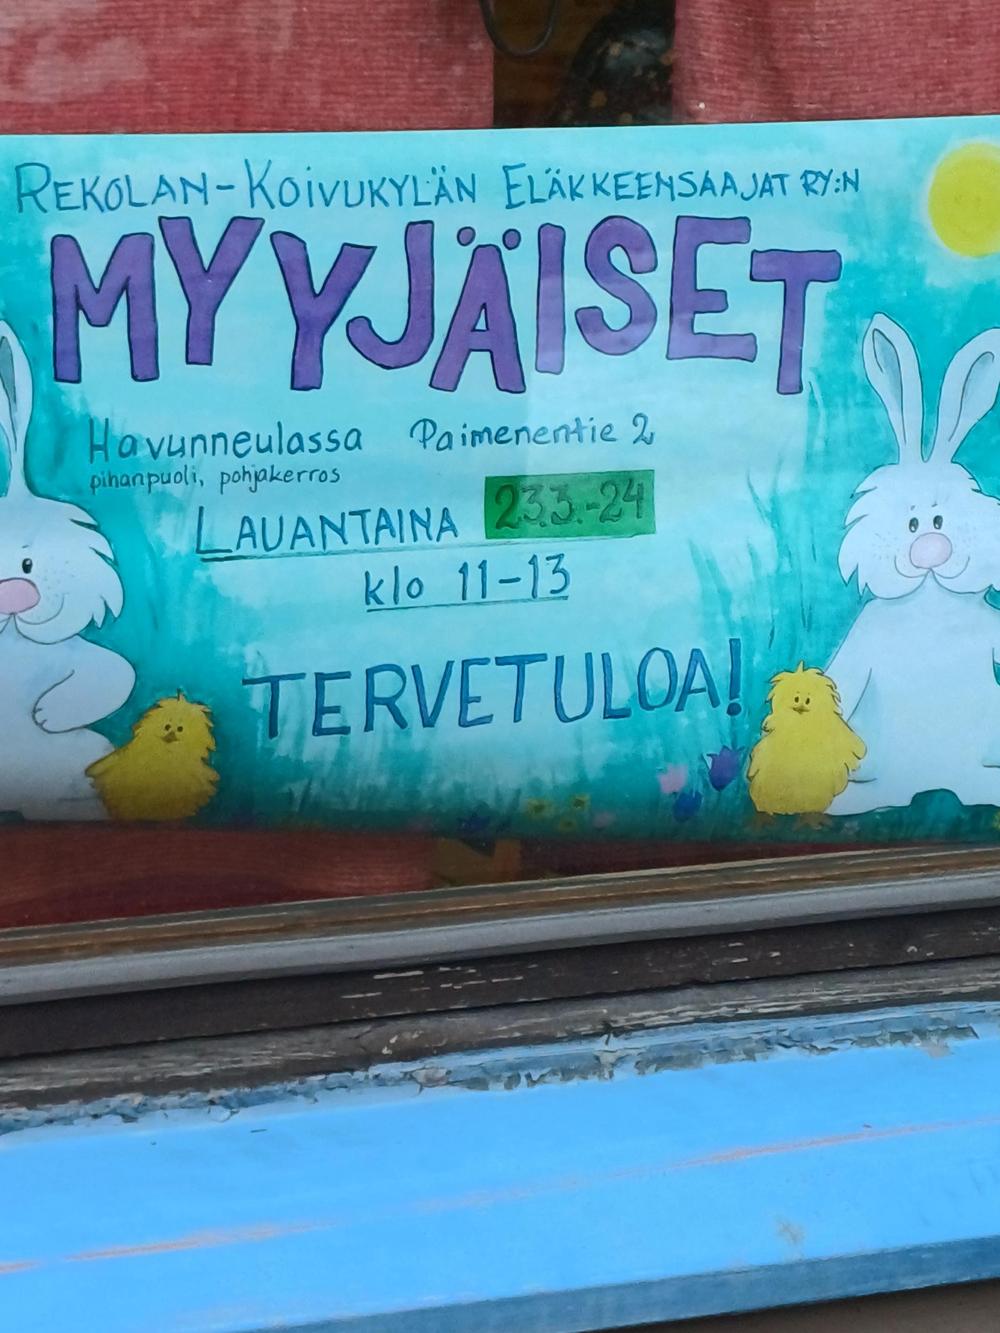 REKOLAN-KOIVUKYLÄN ELÄKKEENSAAJAT RY:N
MYYJÄISET
Havunneulassa Paimenentie 2
pihanpuoli, pohjakerros
LAUANTAINA 23.3.-24
klo 11-13
TERVETULOA!